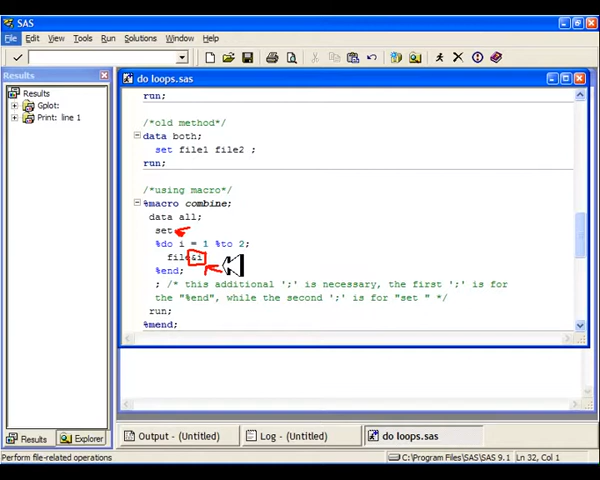 SAS
File Edit View Tools Run Solutions Window Help
Results
Results
Gplot:
Print: line 1
do loops.sas
run;
/*old method*/
data both;
set file1 file2 ;
run;
/*using macro*/
%macro combine;
data all;
set
%do i = 1 %to 2;
file&i
%end;
; /* this additional ';' is necessary, the first ';' is for
the "%end", while the second ';' is for "set " */
run;
%mend;
Results Explorer
Output - (Untitled) Log - (Untitled) do loops.sas
Perform file-related operations C:\Program Files\SAS\SAS 9.1 Ln 32, Col 1